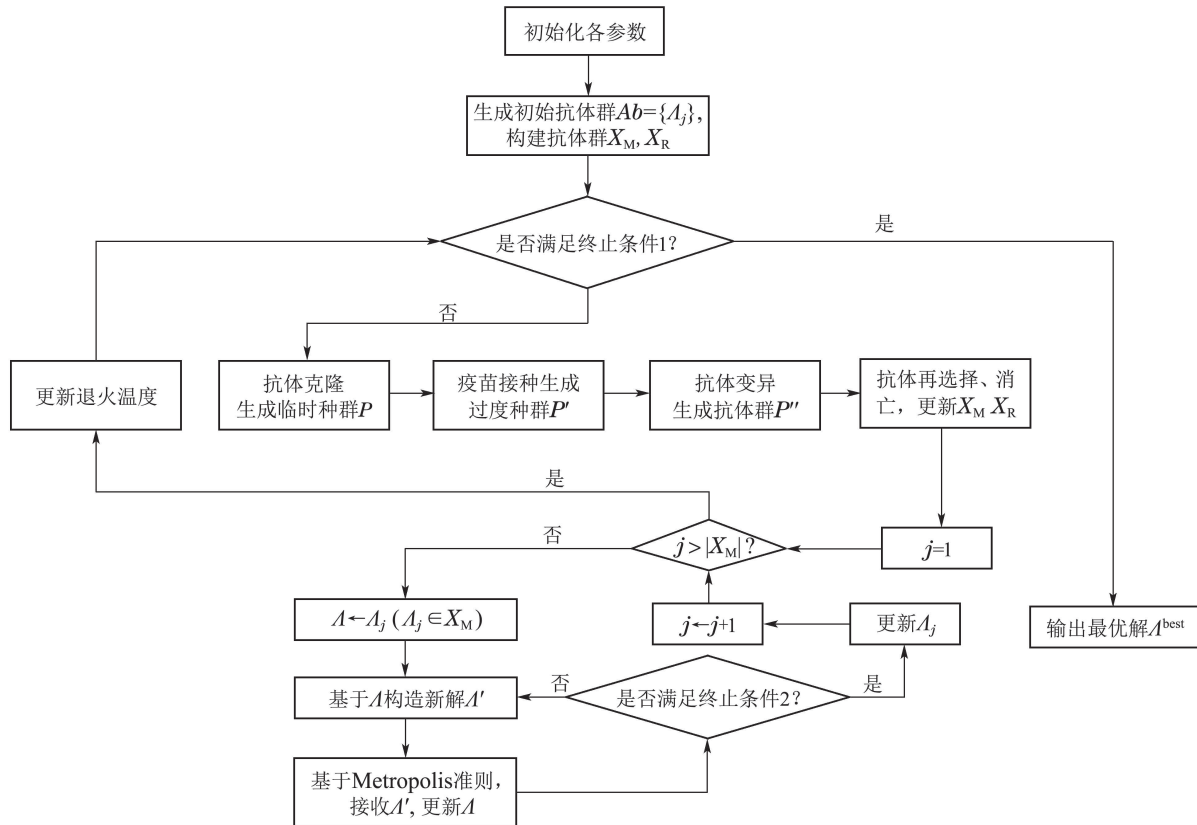 初始化各参数
生成初始抗体群Ab={Λj},
构建抗体群XM, XR
是否满足终止条件1?
是
否
更新退火温度
抗体克隆
生成临时种群P
疫苗接种生成
过度种群P′
抗体变异
生成抗体群P″
抗体再选择、消
亡，更新XM XR
是
否
j>|XM|?
j=1
Λ←Λj (Λj∈XM)
j←j+1
更新Λj
输出最优解Λbest
基于Λ构造新解Λ′
否
是否满足终止条件2?
是
基于Metropolis准则，
接收Λ′, 更新Λ